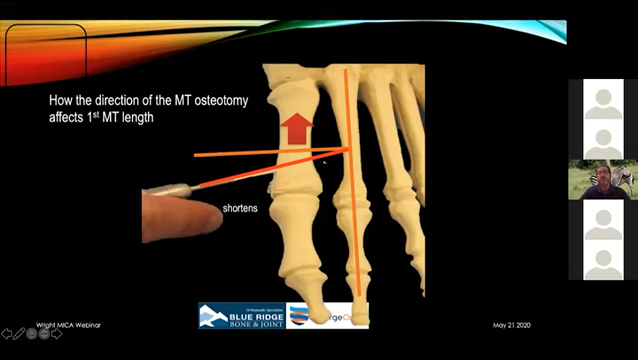 How the direction of the MT osteotomy
affects 1st MT length
shortens
Orthopaedic Specialists
BLUE RIDGE
BONE & JOINT
Wright MICA Webinar
May 21 2020